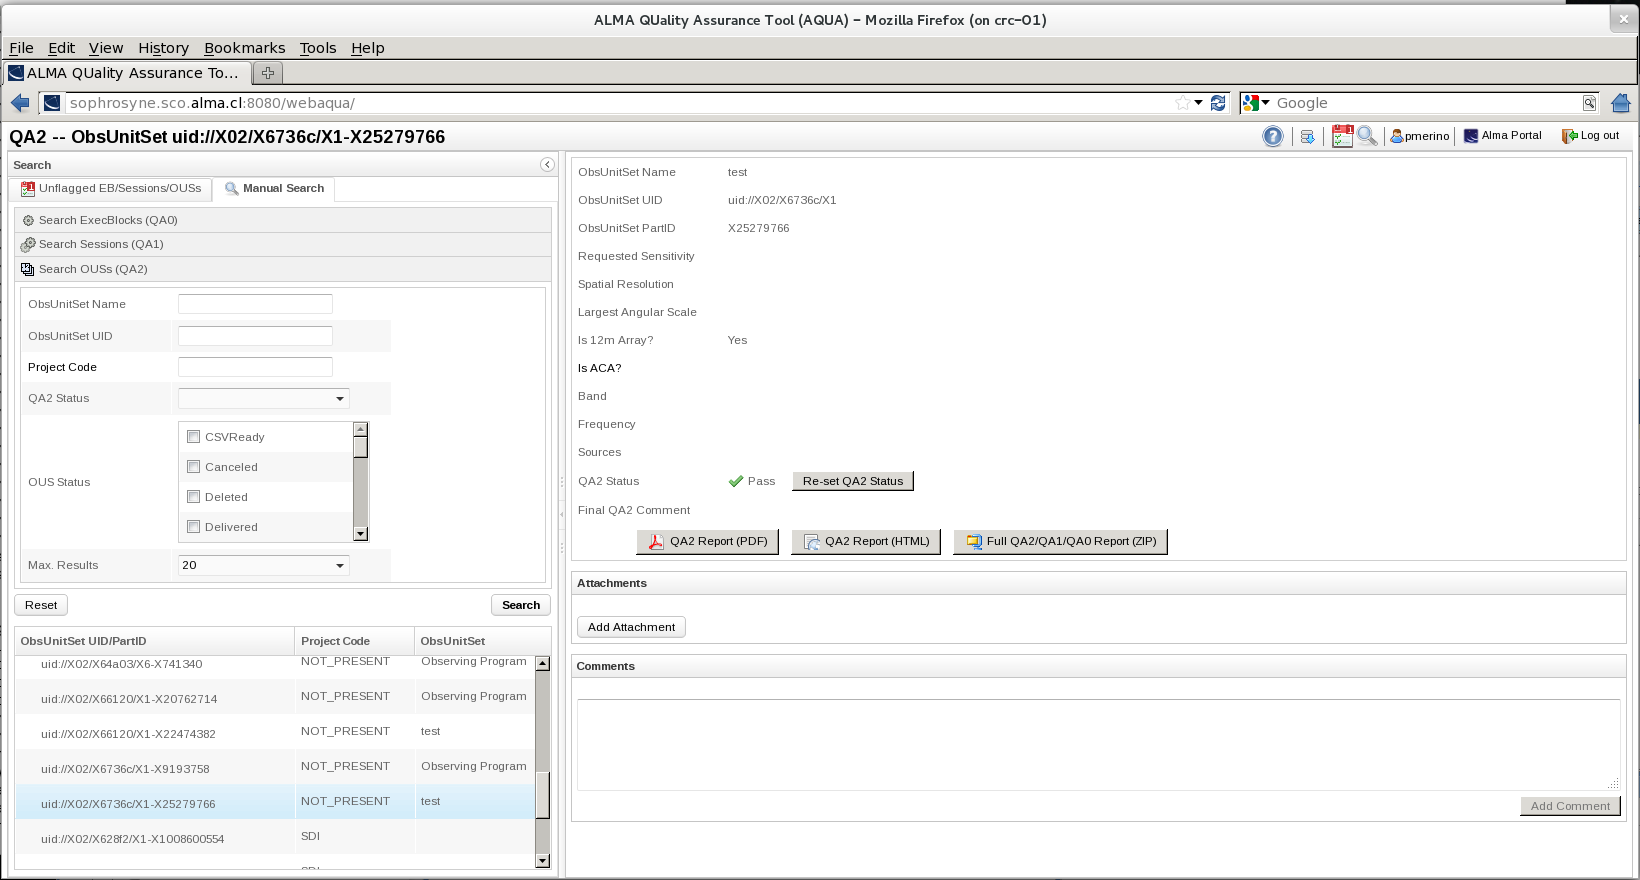 ALMA QUality Assurance Tool (AQUA) - Mozilla Firefox (on crc-01)
File Edit View History Bookmarks Tools Help
ALMA QUality Assurance To...
sophrosyne.sco.alma.cl:8080/webaqua/
Google
QA2 -- ObsUnitSet uid://X02/X6736c/X1-X25279766
pmerino
Alma Portal
Log out
Search
Unflagged EB/Sessions/OUSs
Manual Search
Search ExecBlocks (QA0)
Search Sessions (QA1)
Search OUSs (QA2)
ObsUnitSet Name
ObsUnitSet UID
Project Code
QA2 Status
OUS Status
CSVReady
Canceled
Deleted
Delivered
Max. Results 20
Reset
Search
ObsUnitSet UID/PartID Project Code ObsUnitSet
uid://X02/X64a03/X6-X741340 NOT_PRESENT Observing Program
uid://X02/X66120/X1-X20762714 NOT_PRESENT Observing Program
uid://X02/X66120/X1-X22474382 NOT_PRESENT test
uid://X02/X6736c/X1-X9193758 NOT_PRESENT Observing Program
uid://X02/X6736c/X1-X25279766 NOT_PRESENT test
uid://X02/X628f2/X1-X1008600554 SDI
ObsUnitSet Name test
ObsUnitSet UID uid://X02/X6736c/X1
ObsUnitSet PartID X25279766
Requested Sensitivity
Spatial Resolution
Largest Angular Scale
Is 12m Array? Yes
Is ACA?
Band
Frequency
Sources
QA2 Status Pass Re-set QA2 Status
Final QA2 Comment
QA2 Report (PDF) QA2 Report (HTML) Full QA2/QA1/QA0 Report (ZIP)
Attachments
Add Attachment
Comments
Add Comment